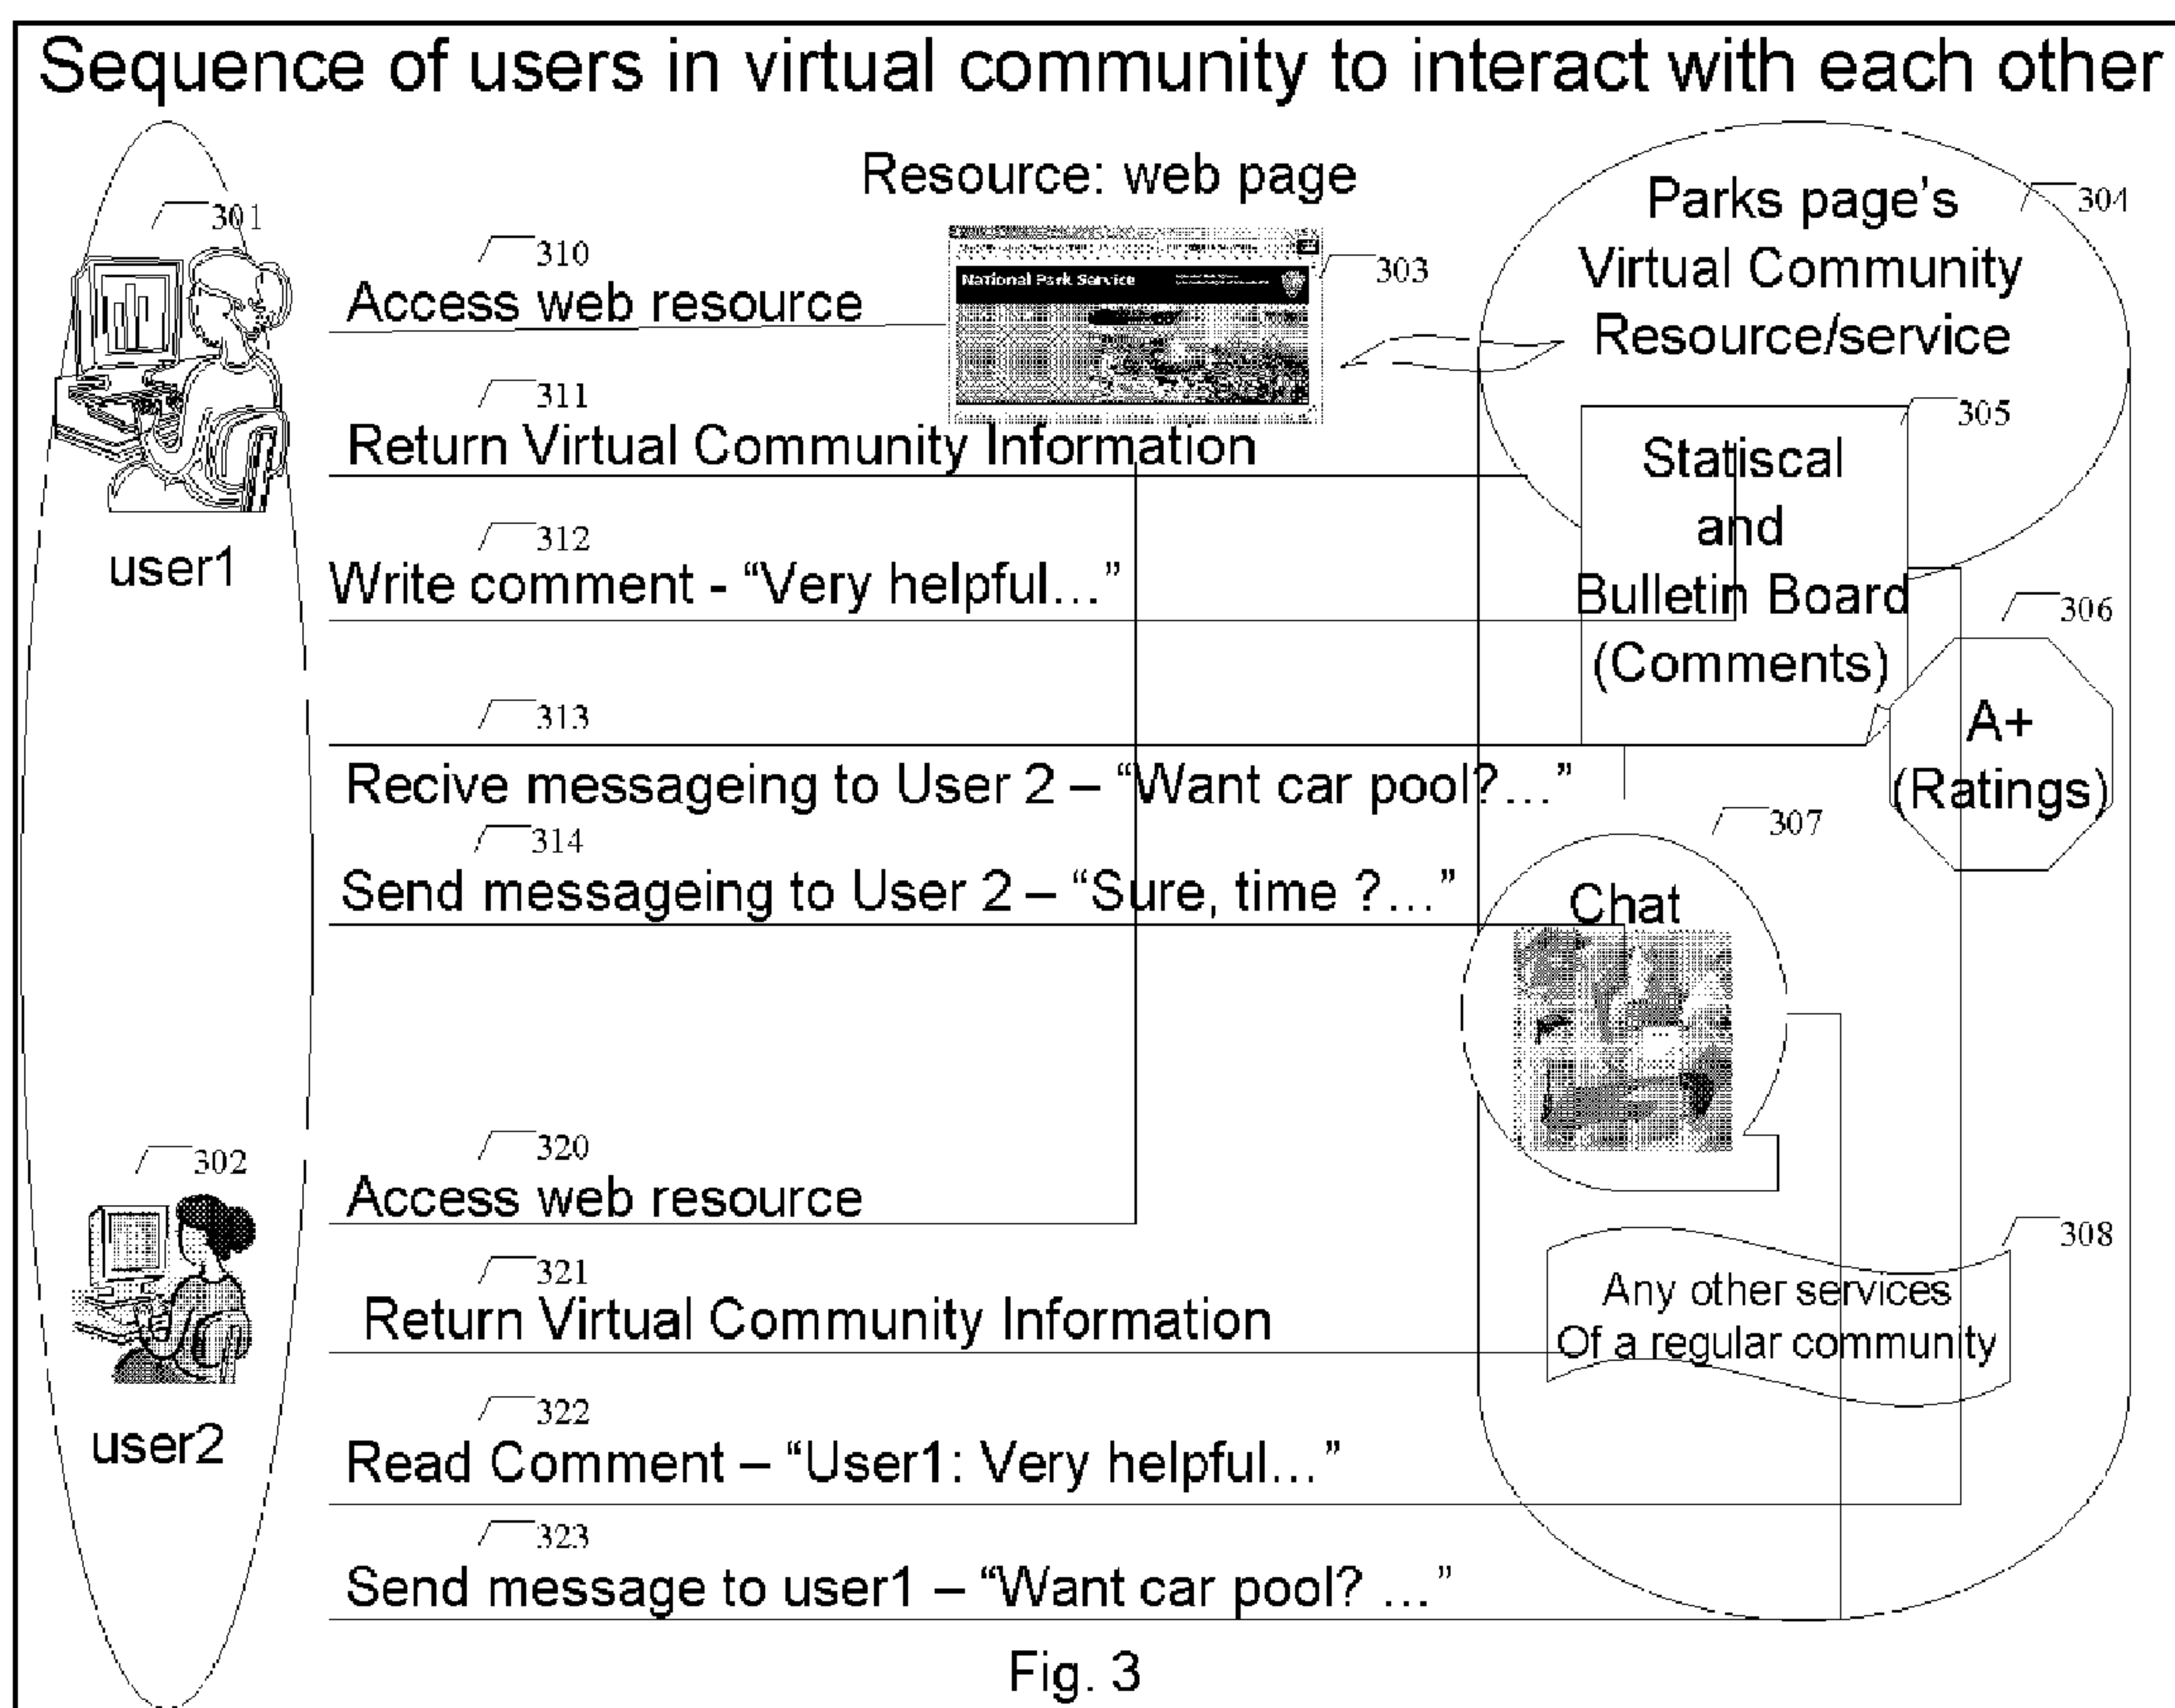 Sequence of users in virtual community to interact with each other
301
user1
310
Access web resource
Resource: web page
National Park Service
303
Parks page's
Virtual Community
Resource/service
304
311
Return Virtual Community Information
305
Statiscal
and
Bulletin Board
(Comments)
312
Write comment - “Very helpful...”
306
A+
(Ratings)
313
Recive messageing to User 2 – “Want car pool?...”
314
Send messageing to User 2 – “Sure, time ?...”
307
Chat
302
user2
320
Access web resource
308
Any other services
Of a regular community
321
Return Virtual Community Information
322
Read Comment – “User1: Very helpful...”
323
Send message to user1 – “Want car pool? ...”
Fig. 3